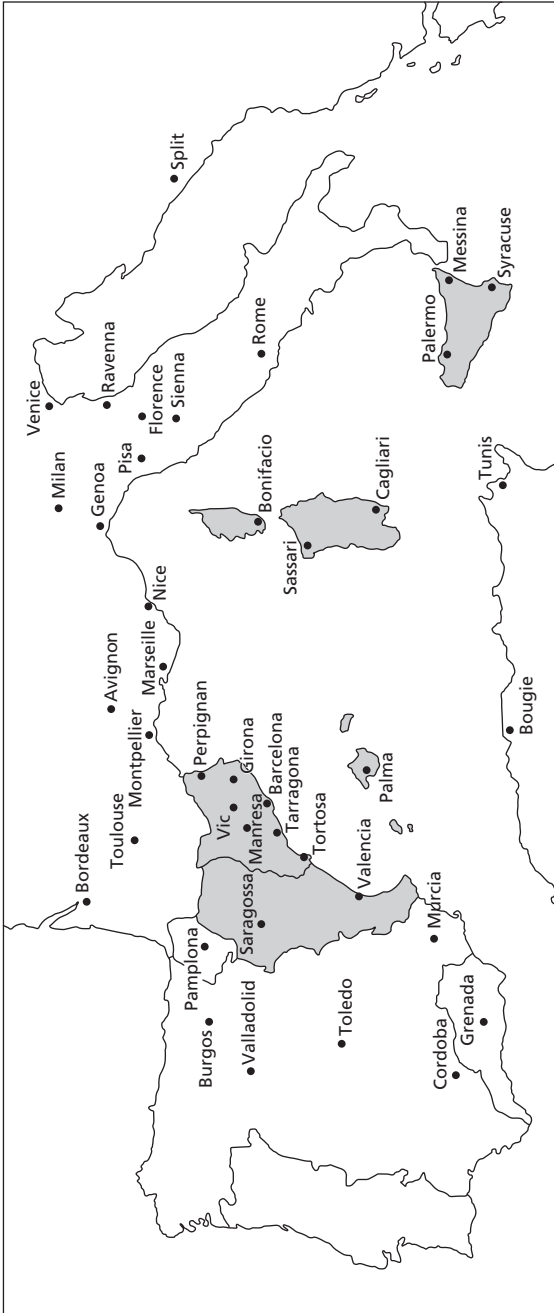 Venice
Milan
Ravenna
Genoa
Split
Florence
Sienna
Pisa
Rome
Nice
Marseille
Avignon
Montpellier
Toulouse
Bordeaux
Bonifacio
Sassari
Cagliari
Palermo
Messina
Syracuse
Tunis
Bougie
Perpignan
Girona
Vic
Manresa
Barcelona
Tarragona
Tortosa
Palma
Saragossa
Valencia
Pamplona
Burgos
Valladolid
Toledo
Murcia
Cordoba
Grenada